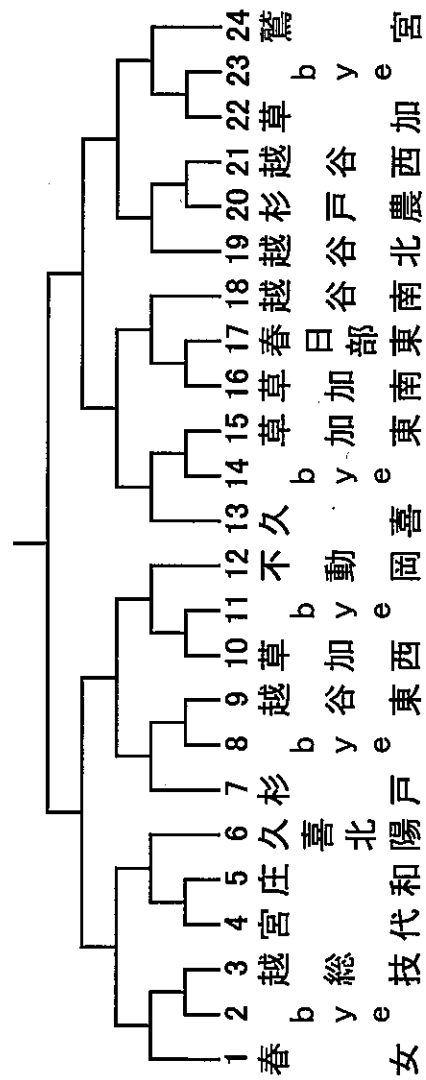 1 春女
2 bye
3 越総技
4 宮代
5 庄和
6 久喜北陽
7 杉戸
8 bye
9 越谷東
10 草加西
11 bye
12 不動岡
13 久喜
14 bye
15 草加東
16 草加南
17 春日部東
18 越谷南
19 越谷北
20 杉戸農
21 越谷西
22 草加
23 bye
24 鷲宮